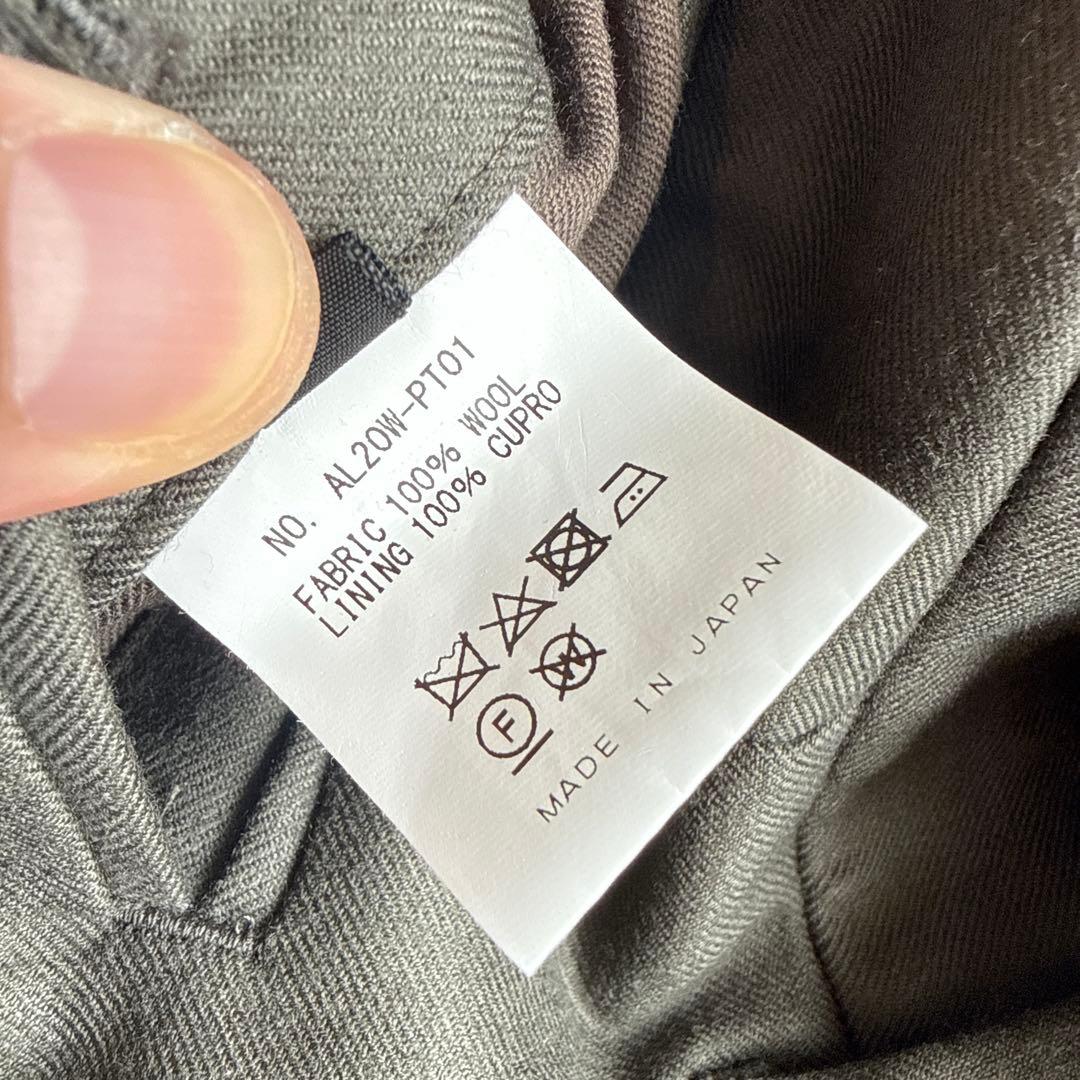 NO. AL20W-PT01
FABRIC 100% WOOL
LINING 100% CUPRO
F
W
MADE IN JAPAN